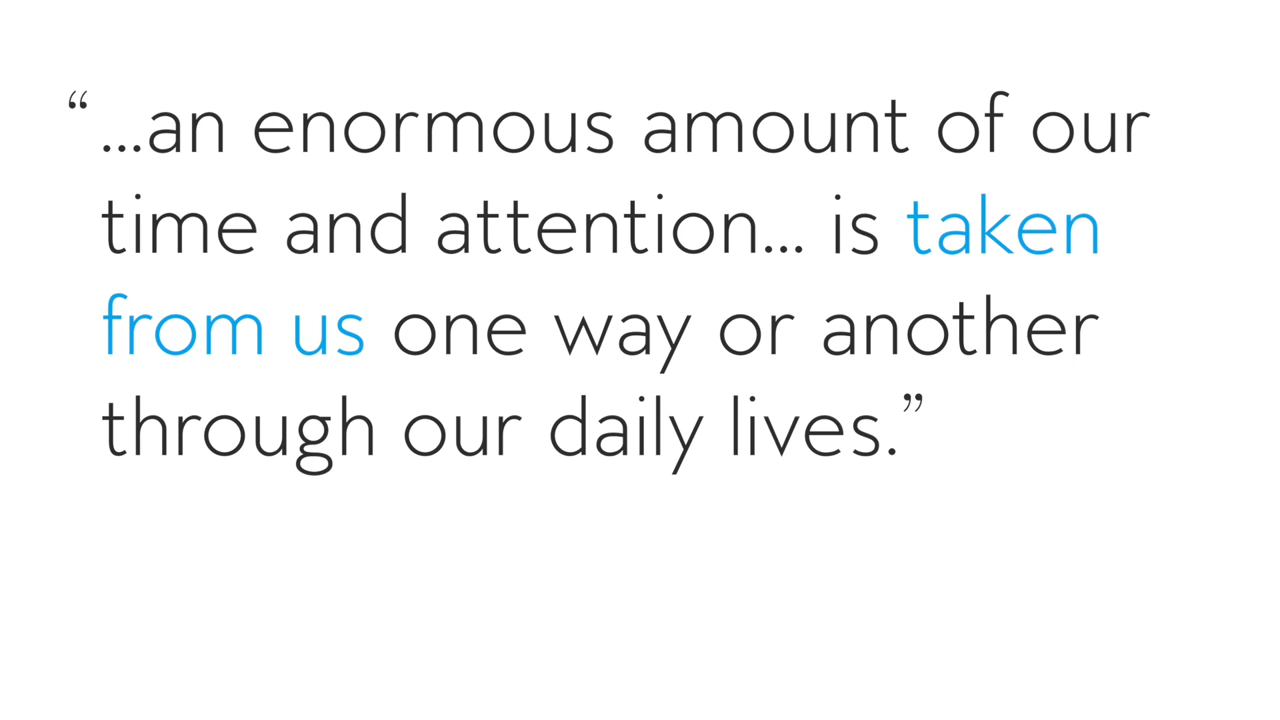 “...an enormous amount of our
time and attention... is taken
from us one way or another
through our daily lives.”